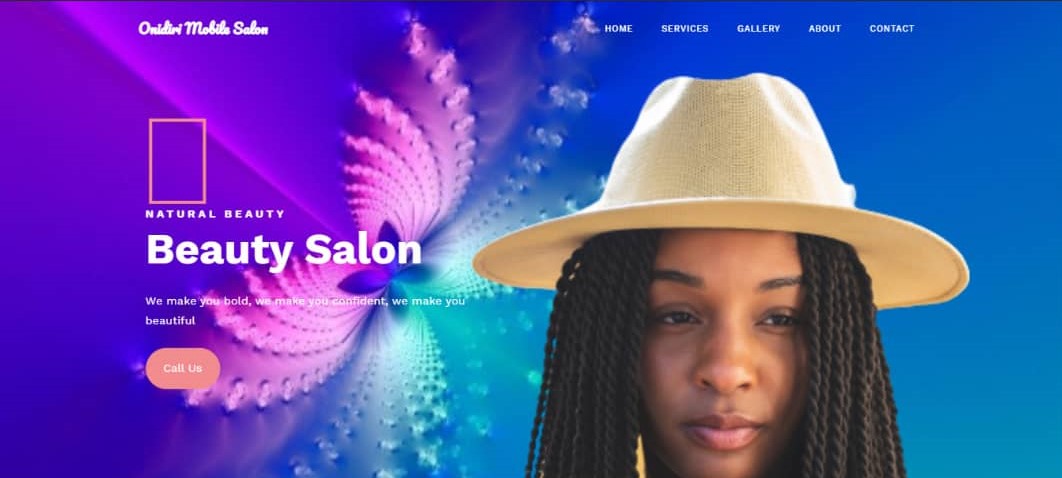 Onidiri Mobile Salon
HOME SERVICES GALLERY ABOUT CONTACT
NATURAL BEAUTY
Beauty Salon
We make you bold, we make you confident, we make you
beautiful
Call Us